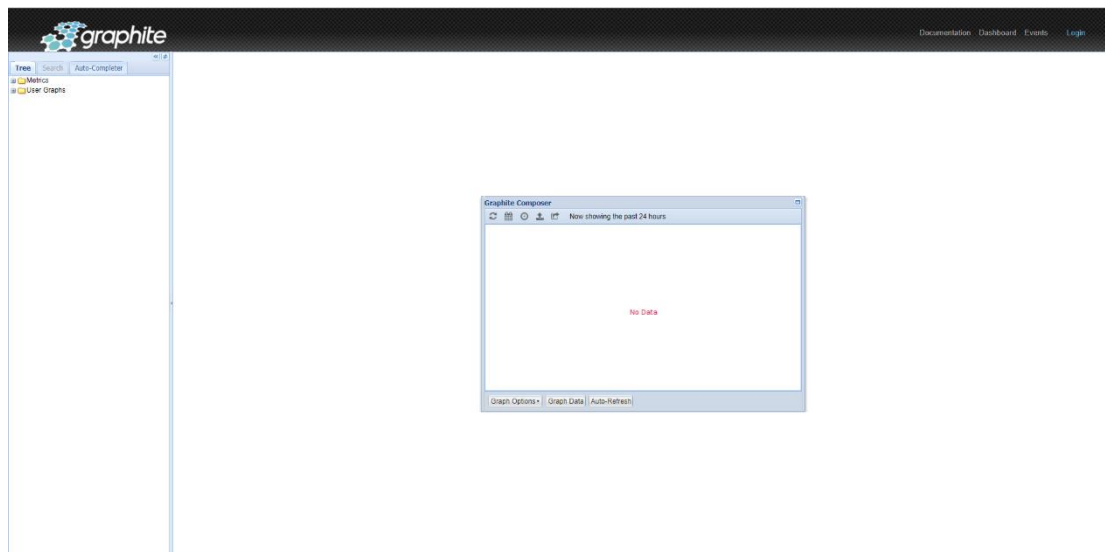 graphite
Documentation Dashboard Events Login
Tree Search Auto-Completer
Metrics
User Graphs
Graphite Composer
Now showing the past 24 hours
No Data
Graph Options Graph Data Auto-Refresh